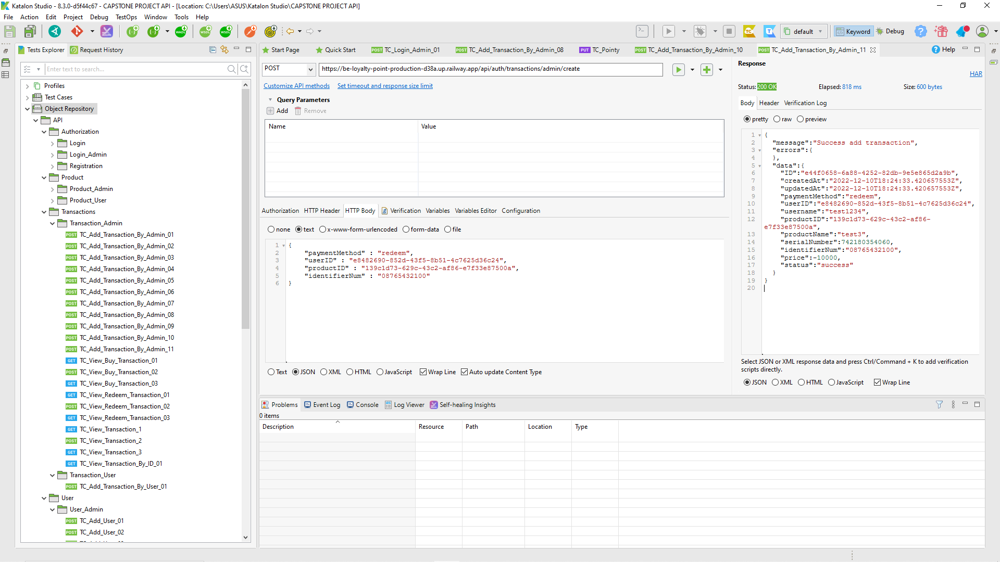 Katalon Studio - 8.3.0-d5f44c67 - CAPSTONE PROJECT API - [Location: C:\Users\ASUS\Katalon Studio\CAPSTONE PROJECT API]
File Action Edit Project Debug TestOps Window Tools Help
default Keyword Debug
Tests Explorer Request History
Enter text to search...
Profiles
Test Cases
Object Repository
API
Authorization
Login
Login_Admin
Registration
Product
Product_Admin
Product_User
Transactions
Transaction_Admin
POST TC_Add_Transaction_By_Admin_01
POST TC_Add_Transaction_By_Admin_02
POST TC_Add_Transaction_By_Admin_03
POST TC_Add_Transaction_By_Admin_04
POST TC_Add_Transaction_By_Admin_05
POST TC_Add_Transaction_By_Admin_06
POST TC_Add_Transaction_By_Admin_07
POST TC_Add_Transaction_By_Admin_08
POST TC_Add_Transaction_By_Admin_09
POST TC_Add_Transaction_By_Admin_10
POST TC_Add_Transaction_By_Admin_11
GET TC_View_Buy_Transaction_01
POST TC_View_Buy_Transaction_02
GET TC_View_Buy_Transaction_03
GET TC_View_Redeem_Transaction_01
POST TC_View_Redeem_Transaction_02
GET TC_View_Redeem_Transaction_03
GET TC_View_Transaction_1
POST TC_View_Transaction_2
GET TC_View_Transaction_3
GET TC_View_Transaction_By_ID_01
Transaction_User
POST TC_Add_Transaction_By_User_01
User
User_Admin
POST TC_Add_User_01
POST TC_Add_User_02
Start Page Quick Start POST TC_Login_Admin_01 POST TC_Add_Transaction_By_Admin_08 PUT TC_Pointy POST TC_Add_Transaction_By_Admin_10 POST TC_Add_Transaction_By_Admin_11 Help
POST https://be-loyalty-point-production-d38a.up.railway.app/api/auth/transactions/admin/create
Customize API methods Set timeout and response size limit
Query Parameters
Add Remove
Name Value
Authorization HTTP Header HTTP Body Verification Variables Variables Editor Configuration
none text x-www-form-urlencoded form-data file
1 {
2 "paymentMethod" : "redeem",
3 "userID" : "e8482690-852d-43f5-8b51-4c7625d36c24",
4 "productID" : "139c1d73-629c-43c2-af86-e7f33e87500a",
5 "identifierNum" : "08765432100"
6 }
Text JSON XML HTML JavaScript Wrap Line Auto update Content Type
Response
HAR
Status: 200 OK Elapsed: 818 ms Size: 600 bytes
Body Header Verification Log
pretty raw preview
1 {
2 "message":"Success add transaction",
3 "errors":{
4 },
5 "data":{
6 "ID":"e44f0658-6a88-4252-82db-9e5e865d2a9b",
7 "createdAt":"2022-12-10T18:24:33.420657553Z",
8 "updatedAt":"2022-12-10T18:24:33.420657553Z",
9 "paymentMethod":"redeem",
10 "userID":"e8482690-852d-43f5-8b51-4c7625d36c24",
11 "username":"test1234",
12 "productID":"139c1d73-629c-43c2-af86-
e7f33e87500a",
13 "productName":"test3",
14 "serialNumber":742180354060,
15 "identifierNum":"08765432100",
16 "price":-10000,
17 "status":"success"
18 }
19 }
20
Select JSON or XML response data and press Ctrl/Command + K to add verification
scripts directly.
JSON XML HTML JavaScript Wrap Line
Problems Event Log Console Log Viewer Self-healing Insights
0 items
Description Resource Path Location Type